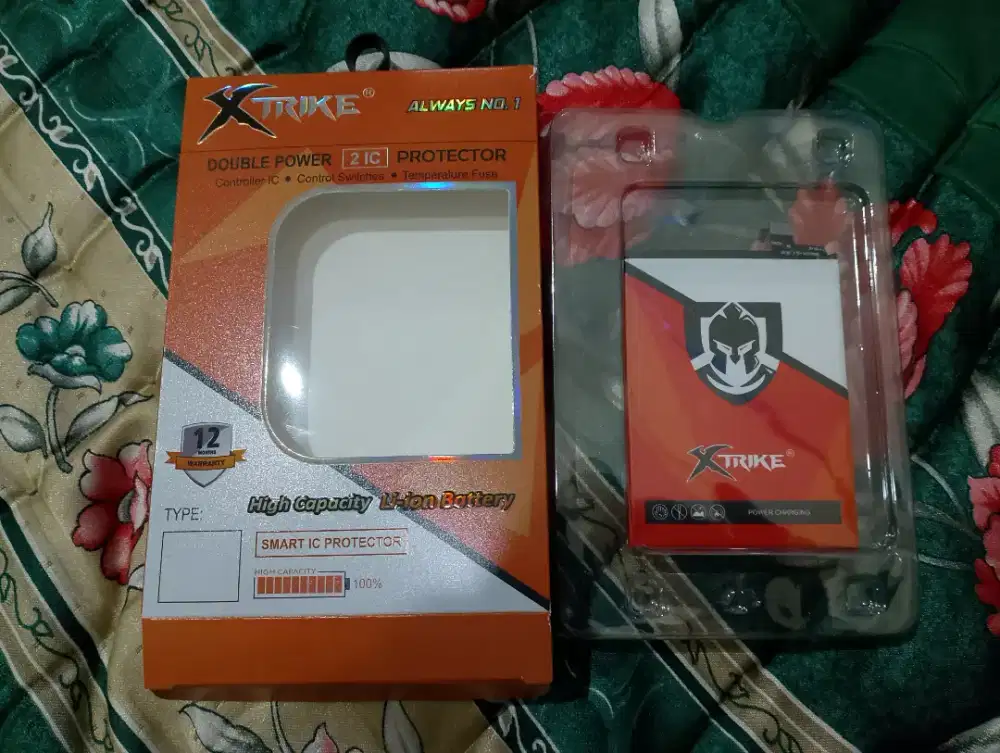 XTRIKE®
ALWAYS NO. 1
DOUBLE POWER 2 IC PROTECTOR
Controller IC • Control Switches • Temperature Fuse
12
MONTHS
WARRANTY
High Capacity Li-ion Battery
TYPE:
SMART IC PROTECTOR
HIGH CAPACITY
100%
XTRIKE®
POWER CHARGING